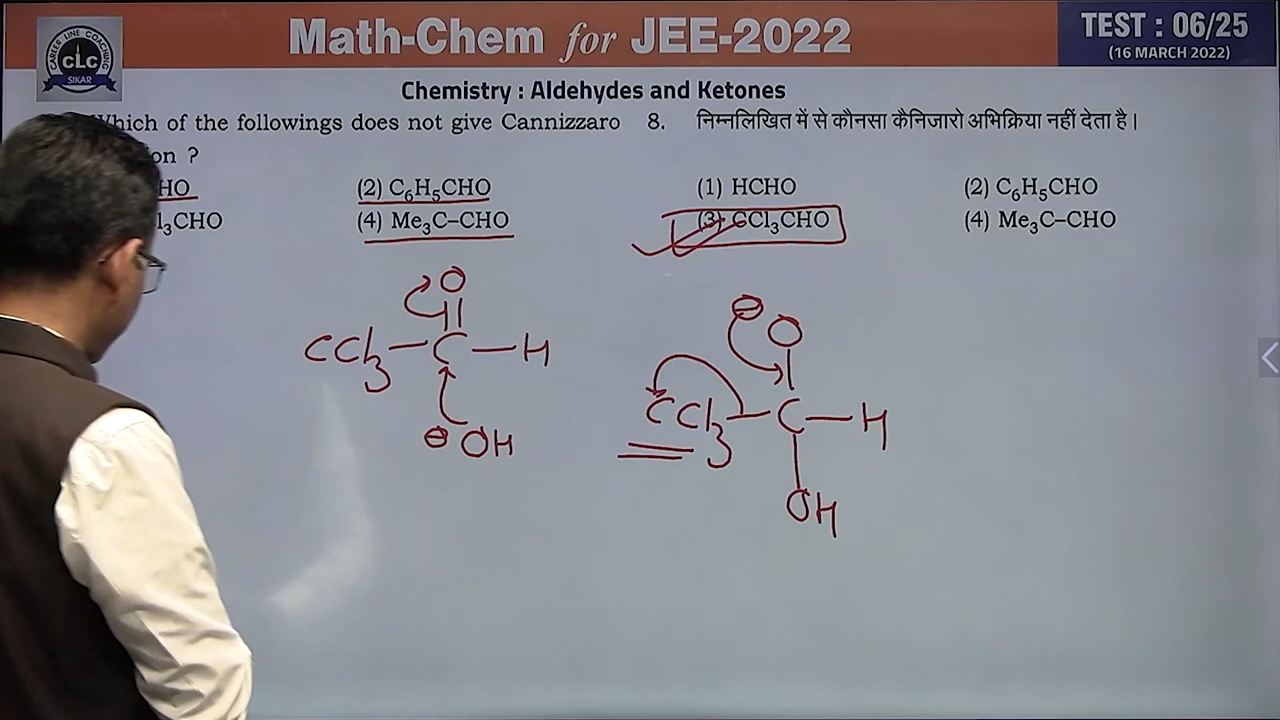 CAREER LINE COACHING
CLC
SIKAR
Math-Chem for JEE-2022
TEST : 06/25
(16 MARCH 2022)
Chemistry : Aldehydes and Ketones
Which of the followings does not give Cannizzaro
8. निम्नलिखित में से कौनसा कैनिजारो अभिक्रिया नहीं देता है।
on ?
HO (2) C₆H₅CHO (1) HCHO (2) C₆H₅CHO
l₃CHO (4) Me₃C–CHO (3) CCl₃CHO (4) Me₃C–CHO
O
CCl₃ – C – H
⊖ OH
⊖
O
CCl₃ – C – H
OH